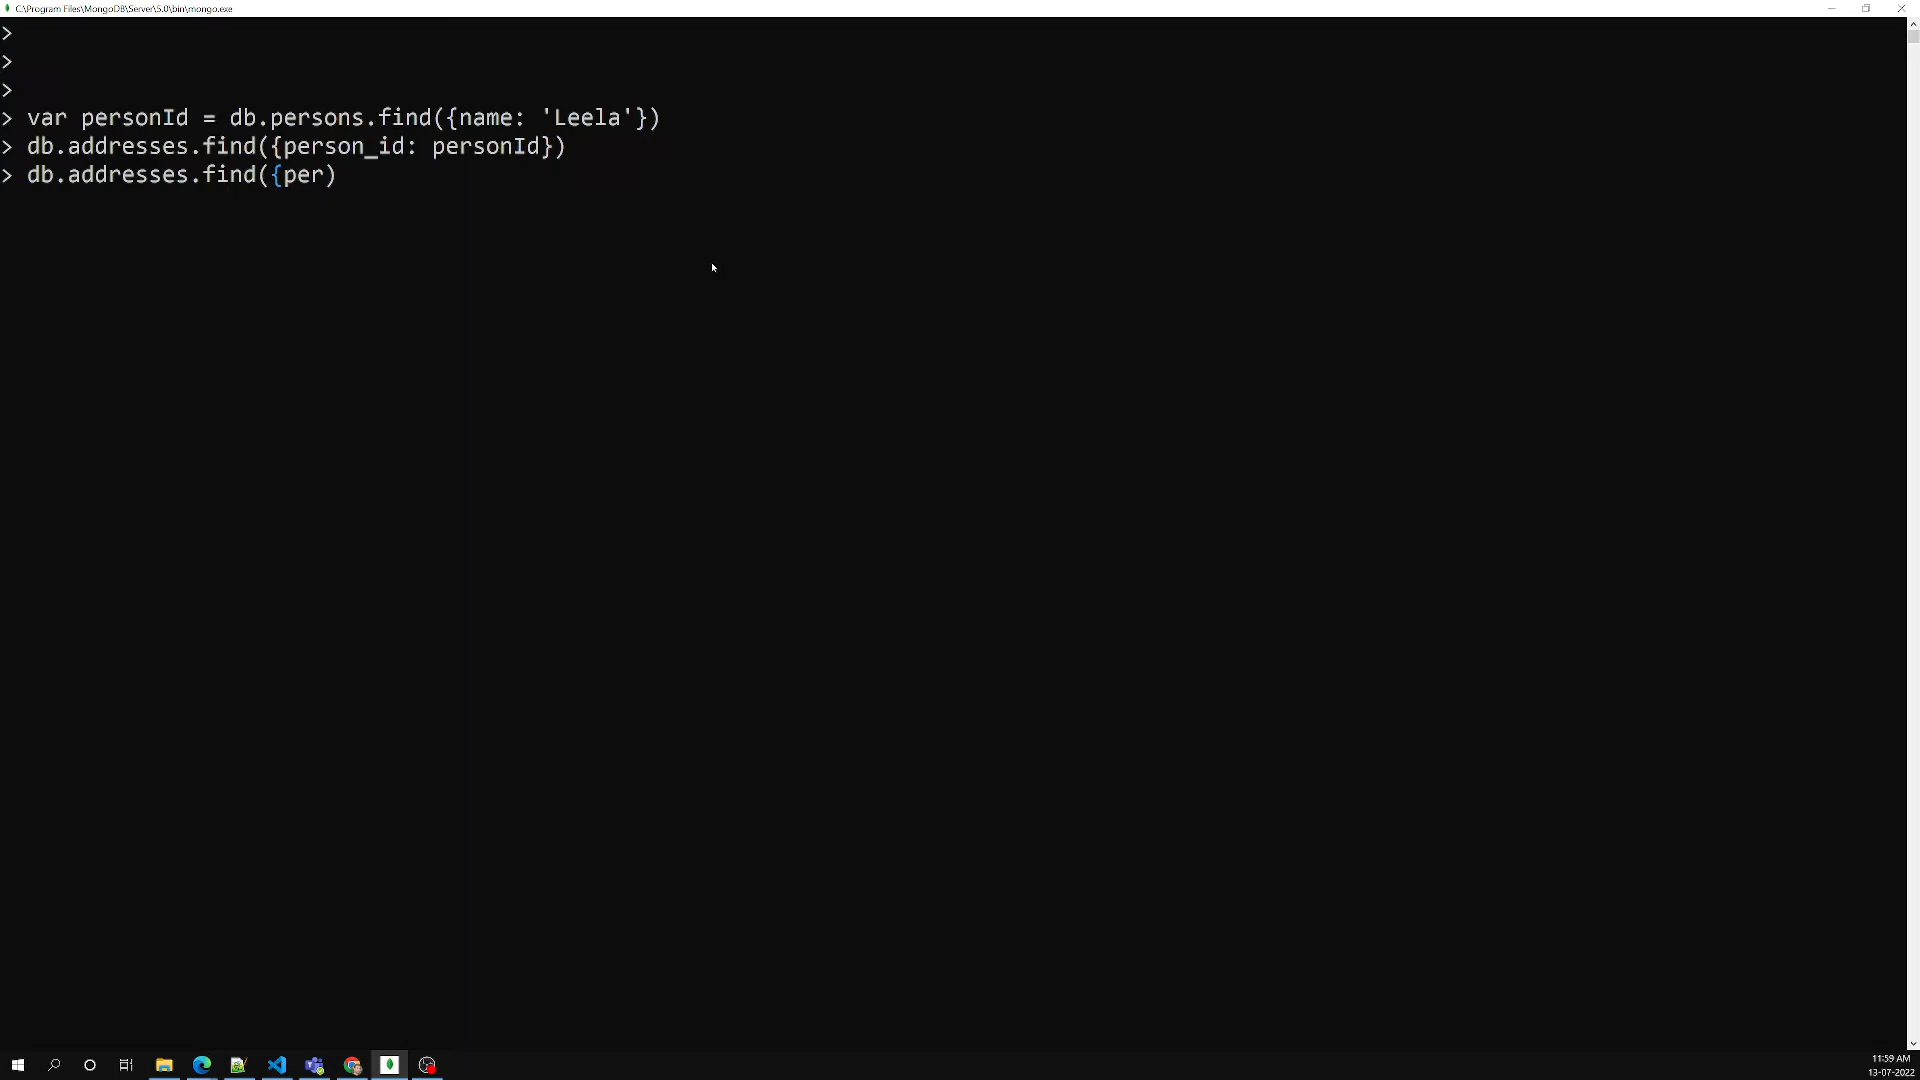 C:\Program Files\MongoDB\Server\5.0\bin\mongo.exe
>
>
>
> var personId = db.persons.find({name: 'Leela'})
> db.addresses.find({person_id: personId})
> db.addresses.find({per)
11:59 AM
13-07-2022